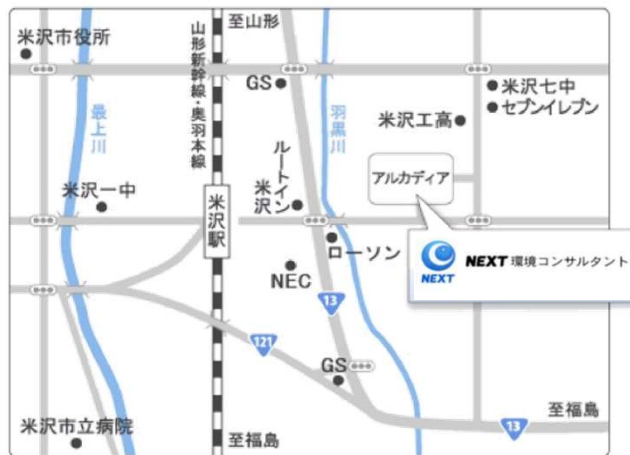 至山形
米沢市役所
山形新幹線・奥羽本線
GS
米沢七中
セブンイレブン
最上川
羽黒川
米沢工高
ルートイン
米沢
アルカディア
米沢一中
米沢駅
ローソン
NEXT
NEXT 環境コンサルタント
NEC
13
121
GS
至福島
13
米沢市立病院
至福島